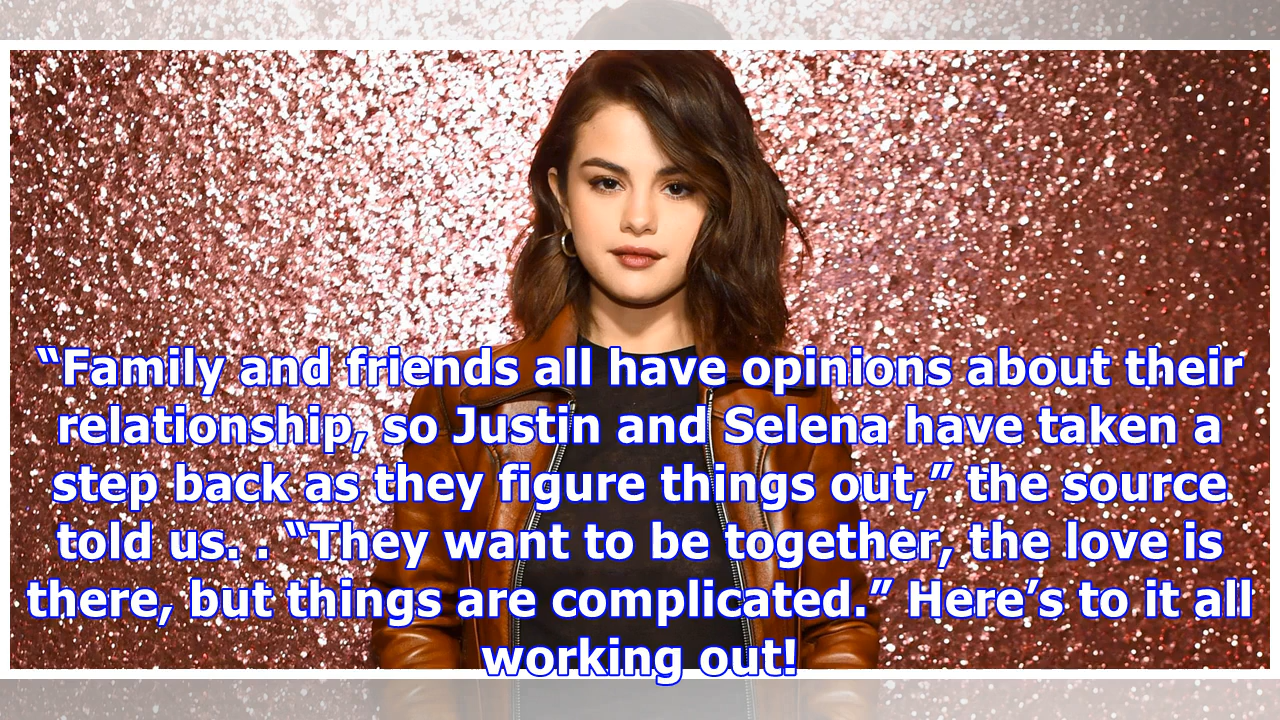 “Family and friends all have opinions about their
relationship, so Justin and Selena have taken a
step back as they figure things out,” the source
told us. . “They want to be together, the love is
there, but things are complicated.” Here’s to it all
working out!